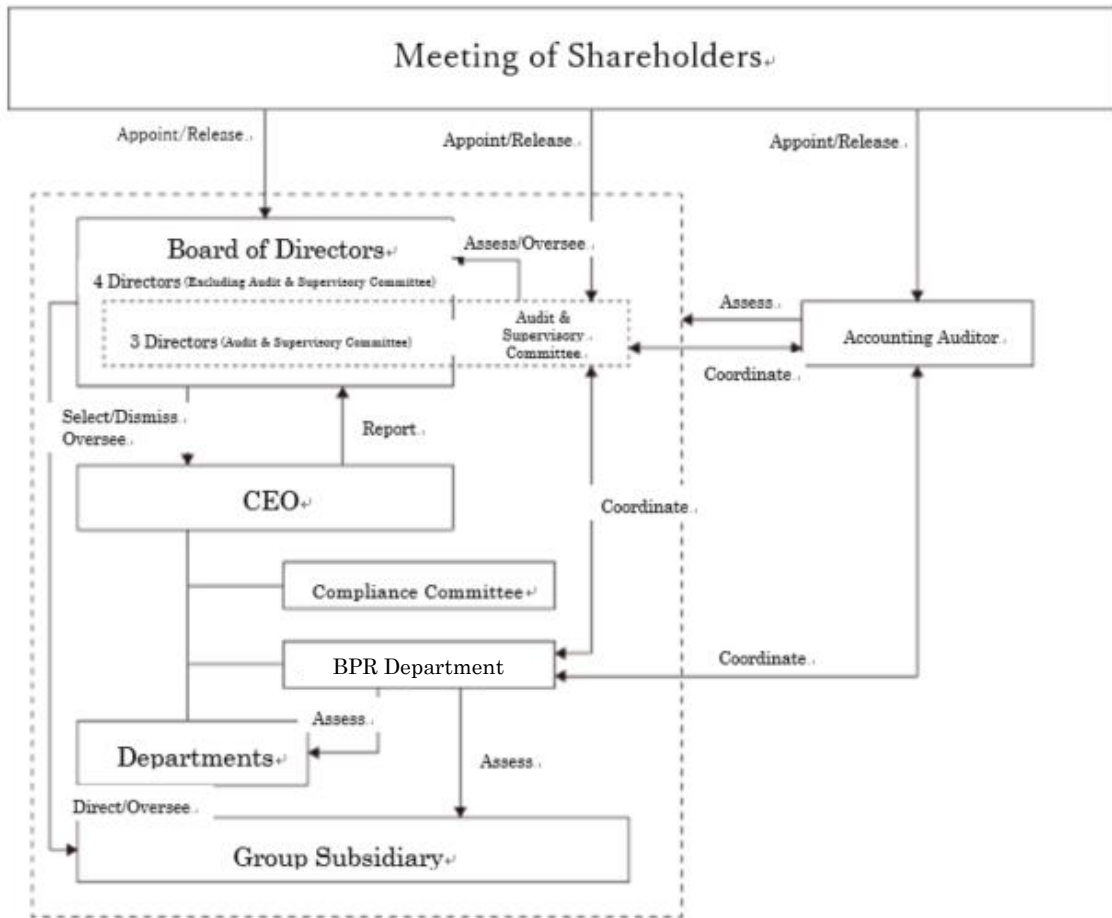 Meeting of Shareholders
Appoint/Release
Appoint/Release
Appoint/Release
Board of Directors
4 Directors (Excluding Audit & Supervisory Committee)
Assess/Oversee
3 Directors (Audit & Supervisory Committee)
Audit &
Supervisory
Committee
Assess
Accounting Auditor
Coordinate
Select/Dismiss
Oversee
Report
CEO
Coordinate
Compliance Committee
BPR Department
Coordinate
Assess
Departments
Assess
Direct/Oversee
Group Subsidiary